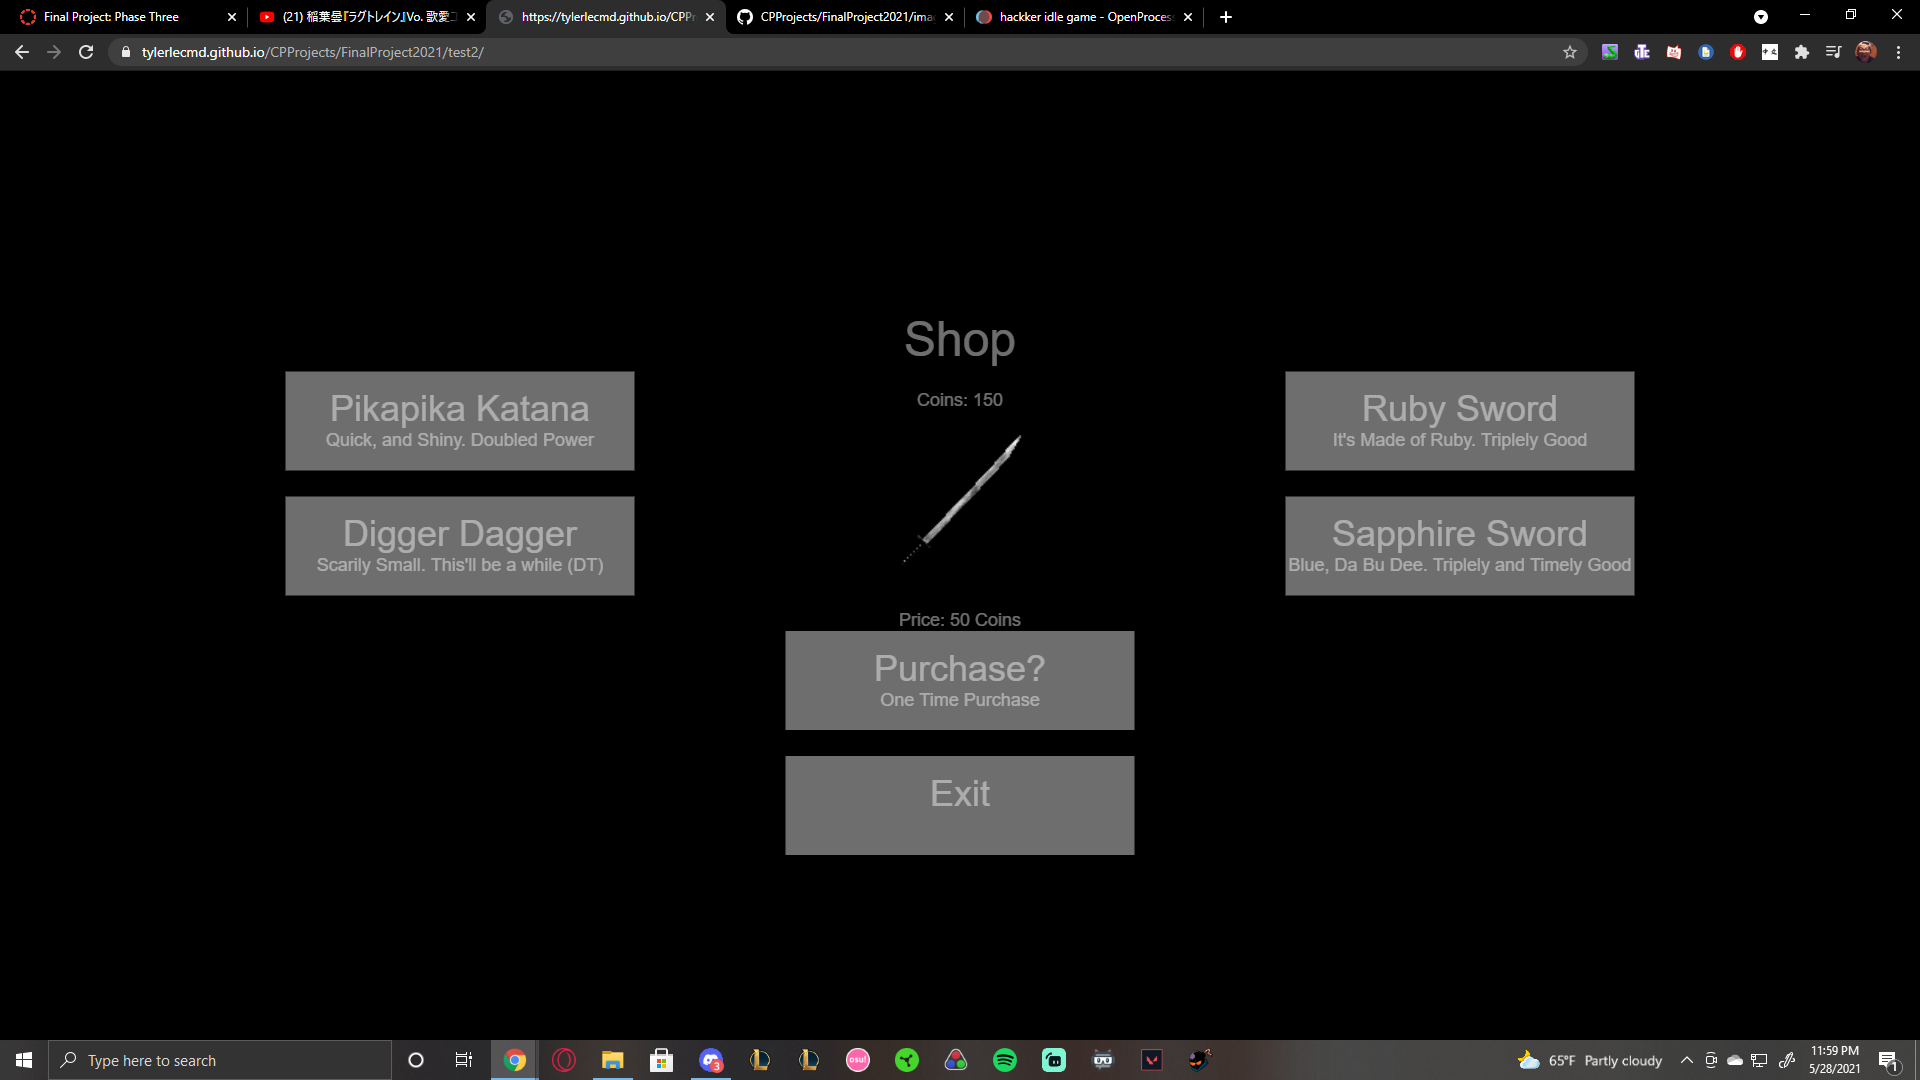 Final Project: Phase Three
(21) 稲葉曇『ラグトレイン』Vo. 歌愛ユ
https://tylerlecmd.github.io/CPPr
CPProjects/FinalProject2021/ima
hackker idle game - OpenProces
tylerlecmd.github.io/CPProjects/FinalProject2021/test2/
Shop
Coins: 150
Pikapika Katana
Quick, and Shiny. Doubled Power
Digger Dagger
Scarily Small. This'll be a while (DT)
Ruby Sword
It's Made of Ruby. Triplely Good
Sapphire Sword
Blue, Da Bu Dee. Triplely and Timely Good
Price: 50 Coins
Purchase?
One Time Purchase
Exit
Type here to search
3
osu!
65°F Partly cloudy
11:59 PM
5/28/2021
1